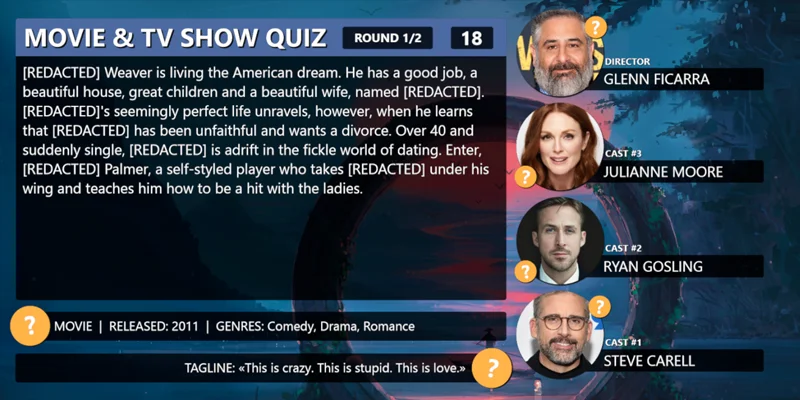 MOVIE & TV SHOW QUIZ
ROUND 1/2
18
[REDACTED] Weaver is living the American dream. He has a good job, a
beautiful house, great children and a beautiful wife, named [REDACTED].
[REDACTED]'s seemingly perfect life unravels, however, when he learns
that [REDACTED] has been unfaithful and wants a divorce. Over 40 and
suddenly single, [REDACTED] is adrift in the fickle world of dating. Enter,
[REDACTED] Palmer, a self-styled player who takes [REDACTED] under his
wing and teaches him how to be a hit with the ladies.
? MOVIE | RELEASED: 2011 | GENRES: Comedy, Drama, Romance
TAGLINE: «This is crazy. This is stupid. This is love.» ?
?
DIRECTOR
GLENN FICARRA
?
CAST #3
JULIANNE MOORE
?
CAST #2
RYAN GOSLING
?
CAST #1
STEVE CARELL